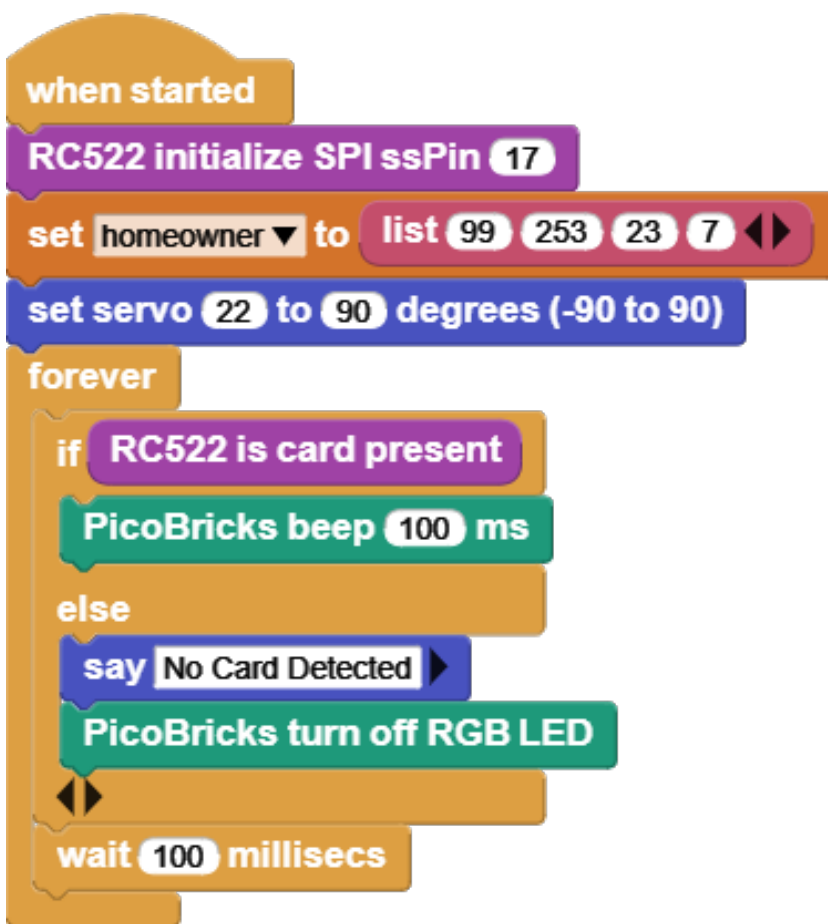 when started
RC522 initialize SPI ssPin 17
set homeowner to list 99 253 23 7
set servo 22 to 90 degrees (-90 to 90)
forever
if RC522 is card present
PicoBricks beep 100 ms
else
say No Card Detected
PicoBricks turn off RGB LED
wait 100 millisecs